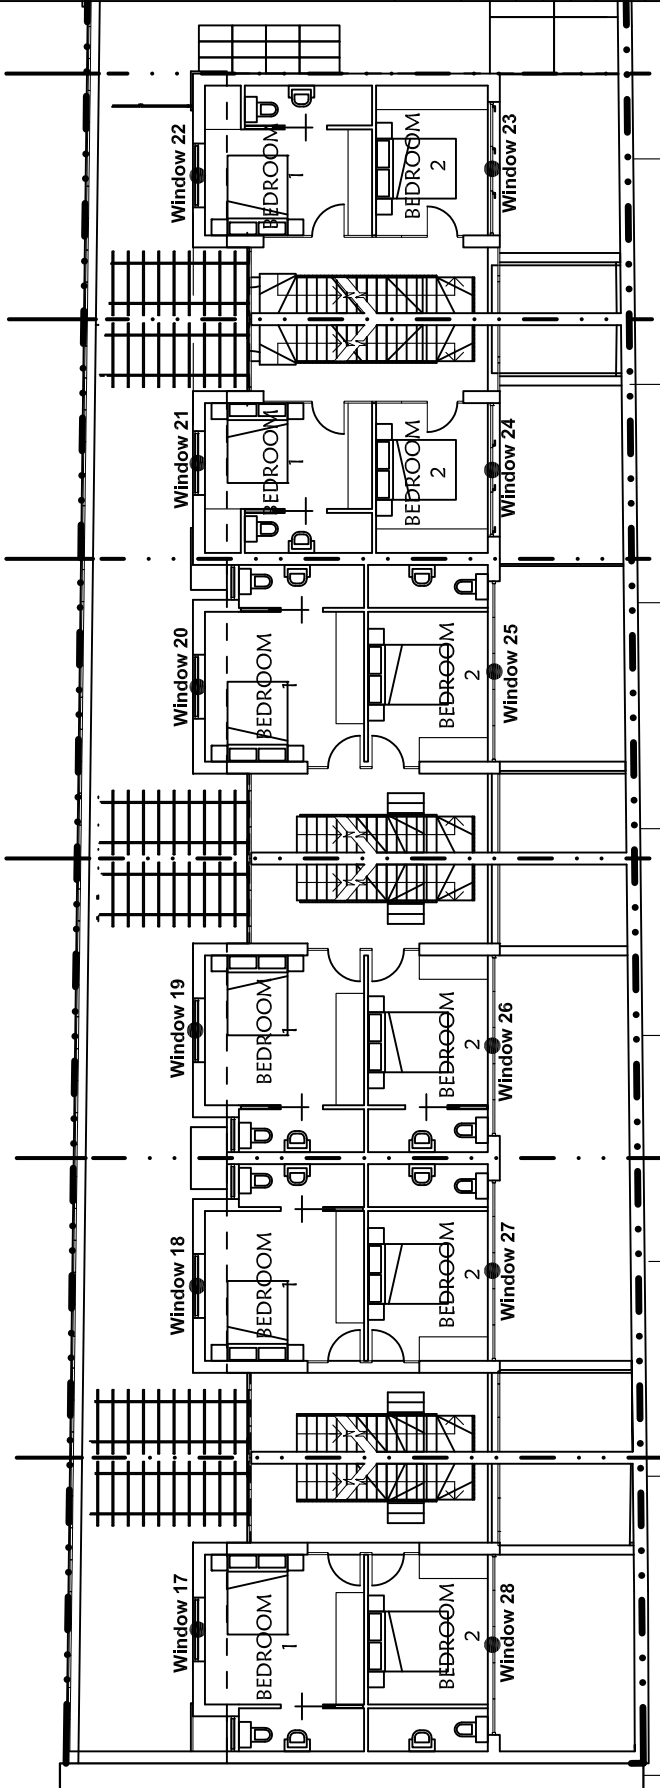 Window 22
BEDROOM
1
BEDROOM
2
Window 23
Window 21
BEDROOM
1
BEDROOM
2
Window 24
Window 20
BEDROOM
1
BEDROOM
2
Window 25
Window 19
BEDROOM
1
BEDROOM
2
Window 26
Window 18
BEDROOM
1
BEDROOM
2
Window 27
Window 17
BEDROOM
1
BEDROOM
2
Window 28